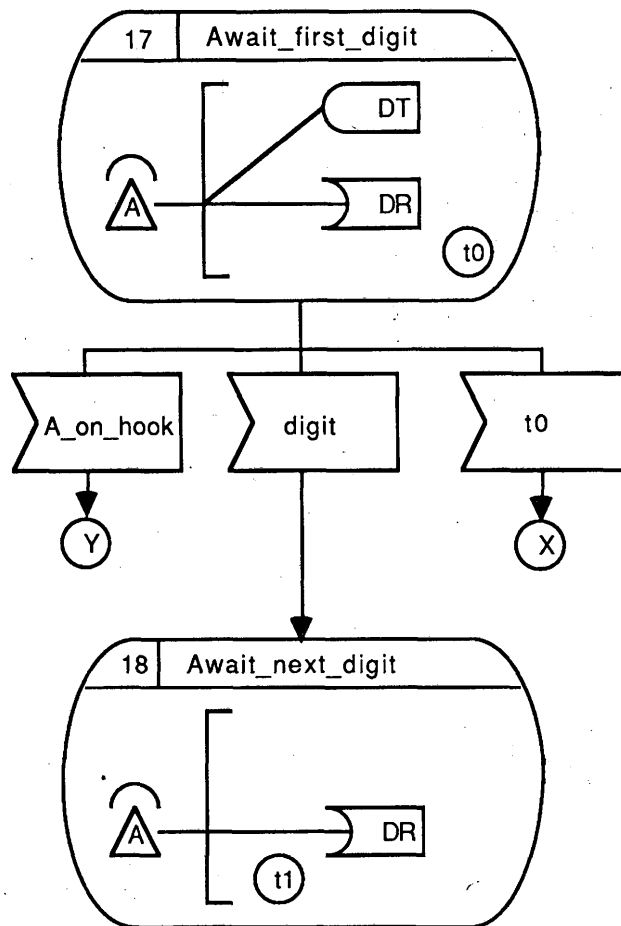 17 Await_first_digit
DT
A DR
t0
A_on_hook digit t0
Y X
18 Await_next_digit
A DR
t1